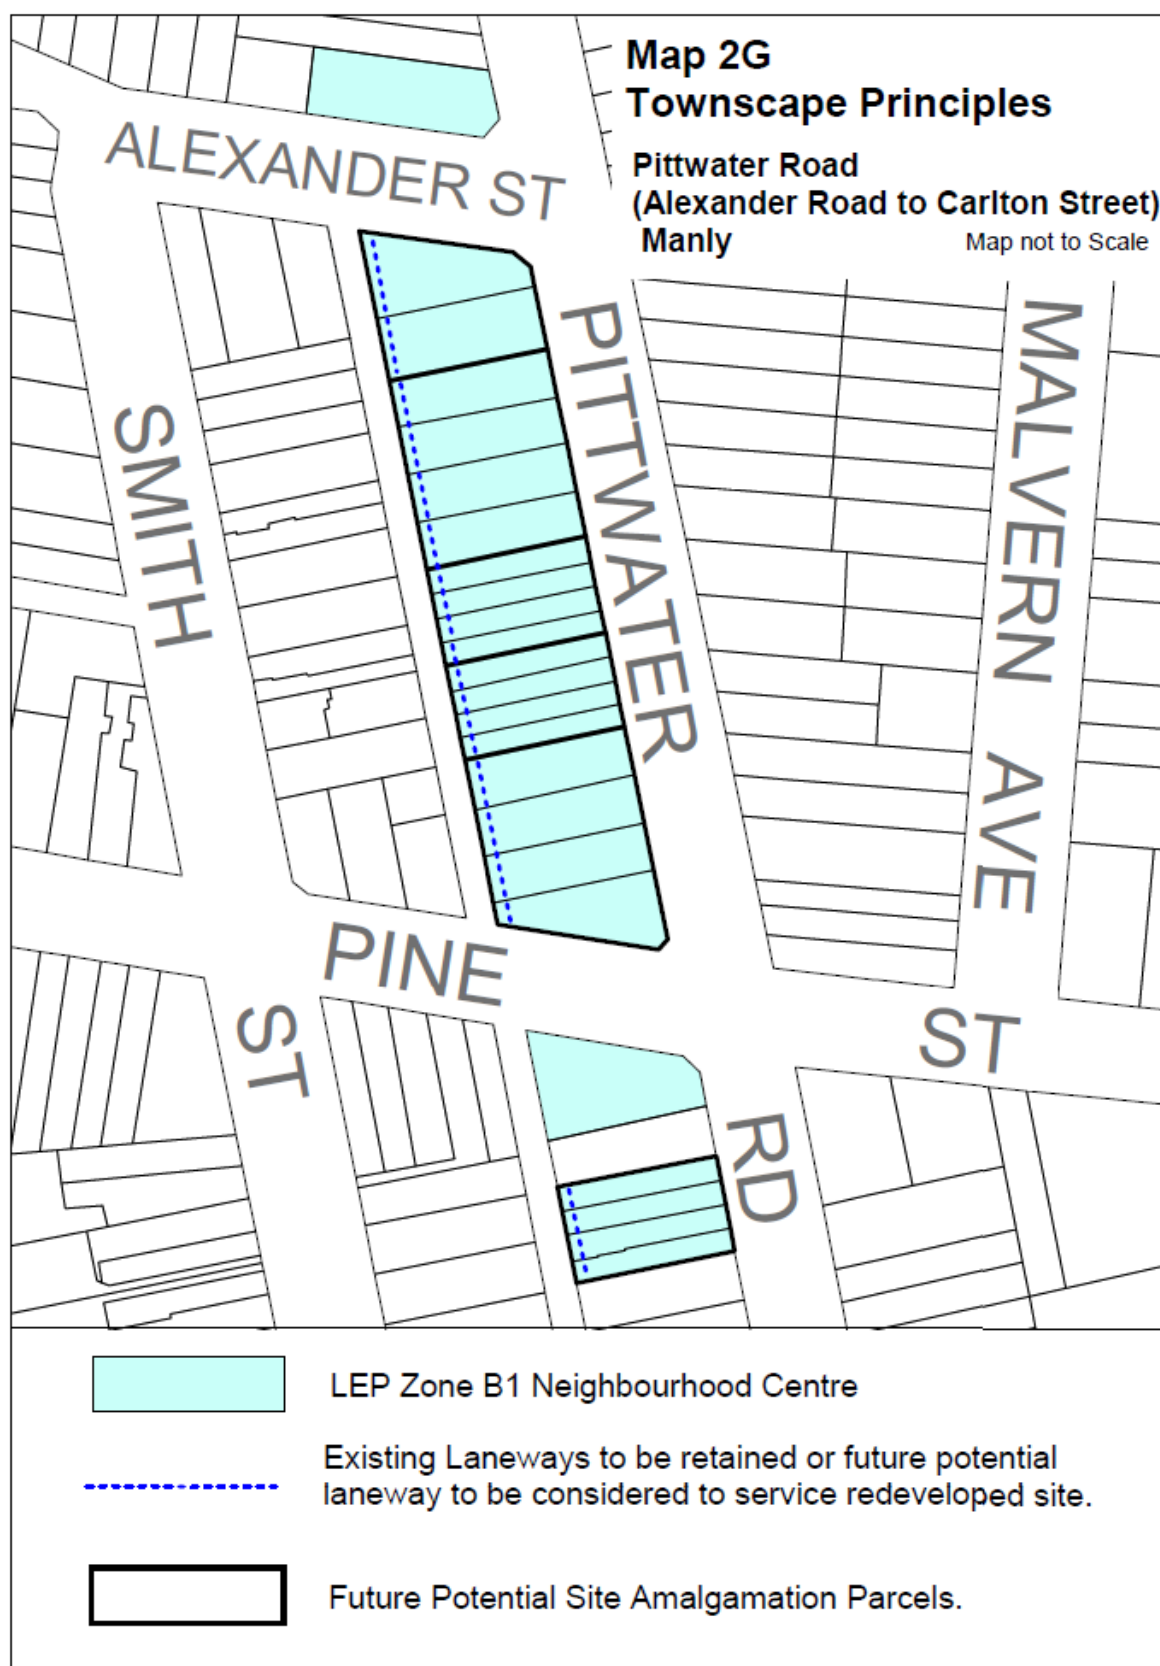 Map 2G
Townscape Principles
Pittwater Road
(Alexander Road to Carlton Street)
Manly
Map not to Scale
ALEXANDER ST
SMITH
PITTWATER
MALVERN AVE
PINE
ST
ST
RD
LEP Zone B1 Neighbourhood Centre
Existing Laneways to be retained or future potential
laneway to be considered to service redeveloped site.
Future Potential Site Amalgamation Parcels.